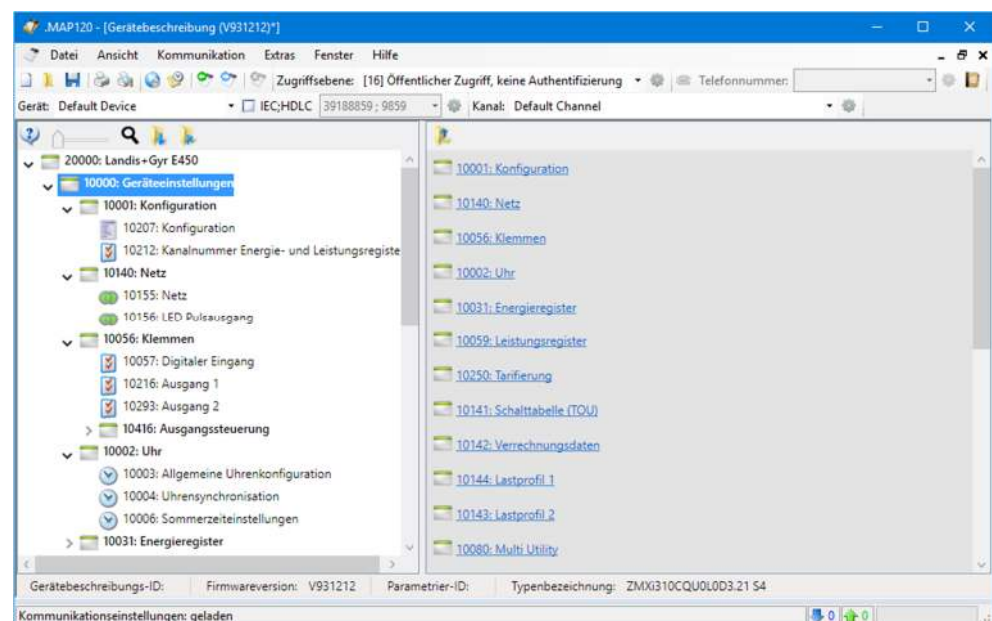 .MAP120 - [Gerätebeschreibung (V931212)*]
Datei Ansicht Kommunikation Extras Fenster Hilfe
Zugriffsebene: [16] Öffentlicher Zugriff, keine Authentifizierung Telefonnummer:
Gerät: Default Device IEC;HDLC 39188859 ; 9859 Kanal: Default Channel
20000: Landis+Gyr E450
10000: Geräteeinstellungen
10001: Konfiguration
10207: Konfiguration
10212: Kanalnummer Energie- und Leistungsregiste
10140: Netz
10155: Netz
10156: LED Pulsausgang
10056: Klemmen
10057: Digitaler Eingang
10216: Ausgang 1
10293: Ausgang 2
10416: Ausgangssteuerung
10002: Uhr
10003: Allgemeine Uhrenkonfiguration
10004: Uhrensynchronisation
10006: Sommerzeiteinstellungen
10031: Energieregister
10001: Konfiguration
10140: Netz
10056: Klemmen
10002: Uhr
10031: Energieregister
10059: Leistungsregister
10250: Tarifierung
10141: Schalttabelle (TOU)
10142: Verrechnungsdaten
10144: Lastprofil 1
10143: Lastprofil 2
10080: Multi Utility
Gerätebeschreibungs-ID: Firmwareversion: V931212 Parametrier-ID: Typenbezeichnung: ZMXi310CQU0L0D3.21 S4
Kommunikationseinstellungen: geladen 0 0